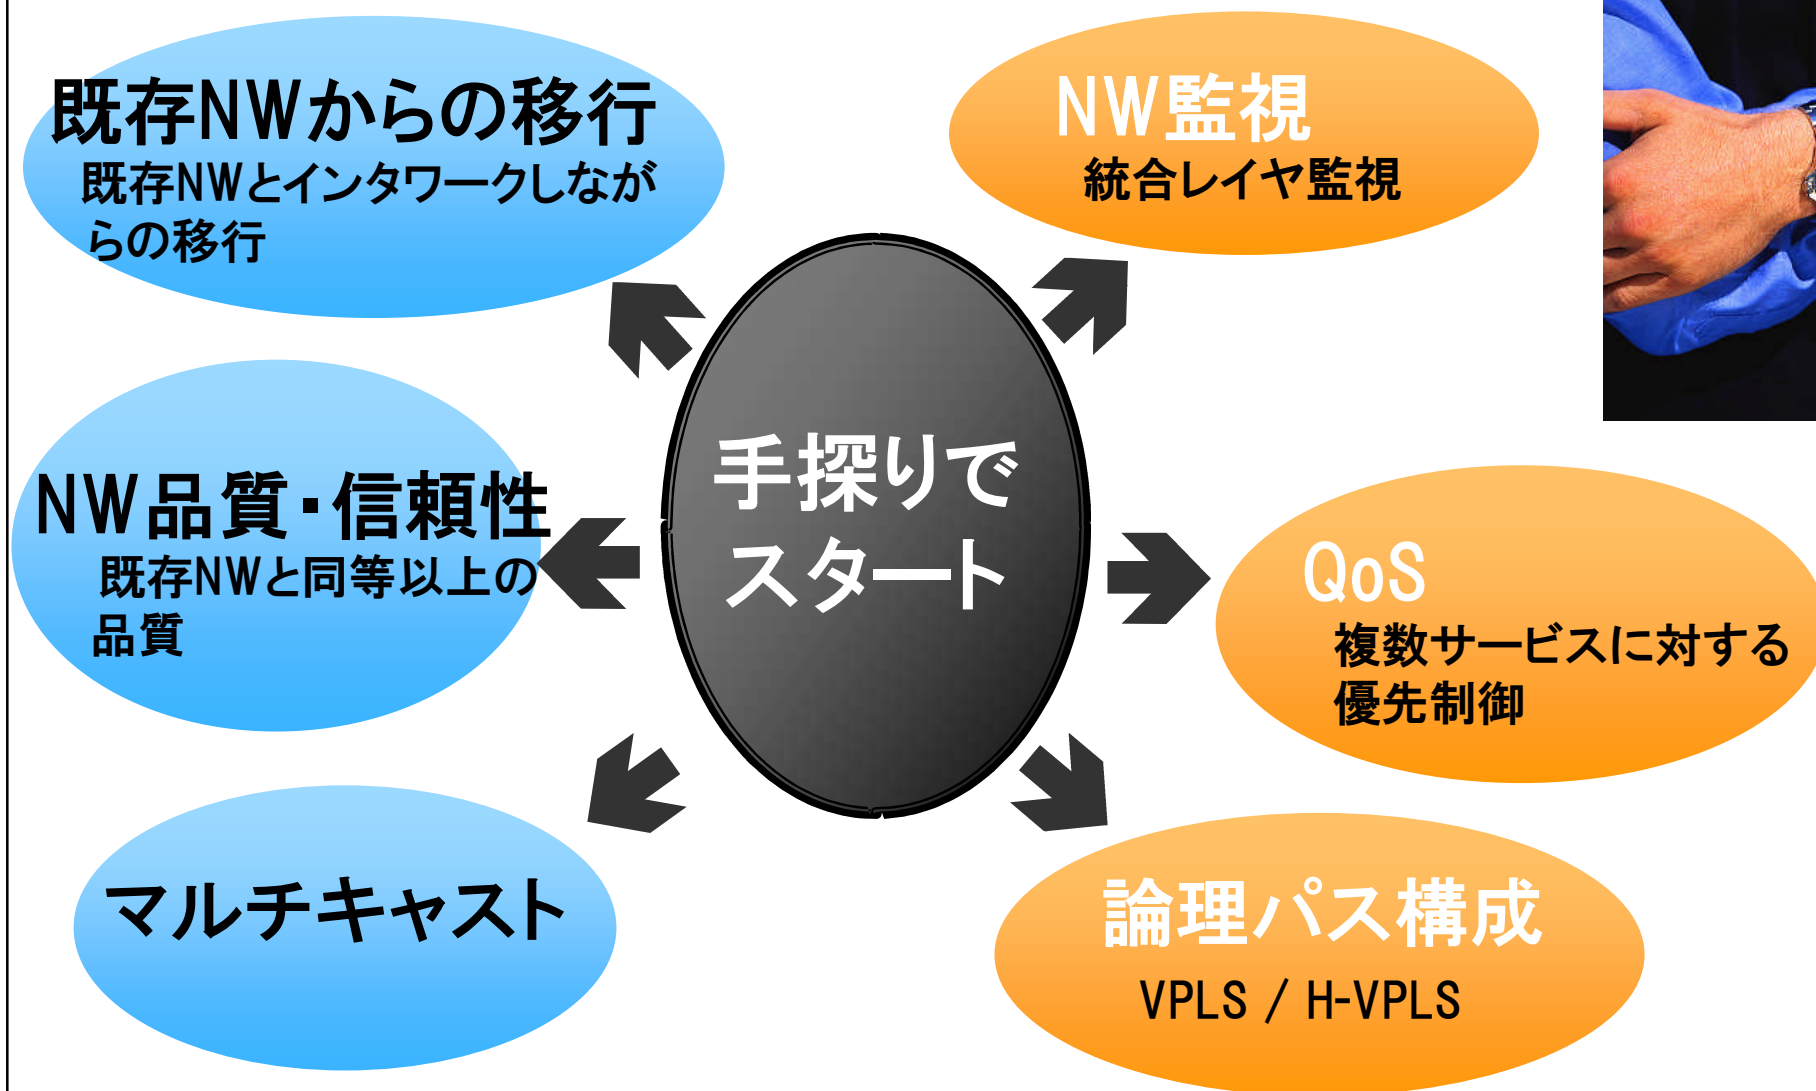 既存NWからの移行
既存NWとインタワークしなが
らの移行
NW監視
統合レイヤ監視
手探りで
スタート
NW品質・信頼性
既存NWと同等以上の
品質
QoS
複数サービスに対する
優先制御
マルチキャスト
論理パス構成
VPLS / H-VPLS